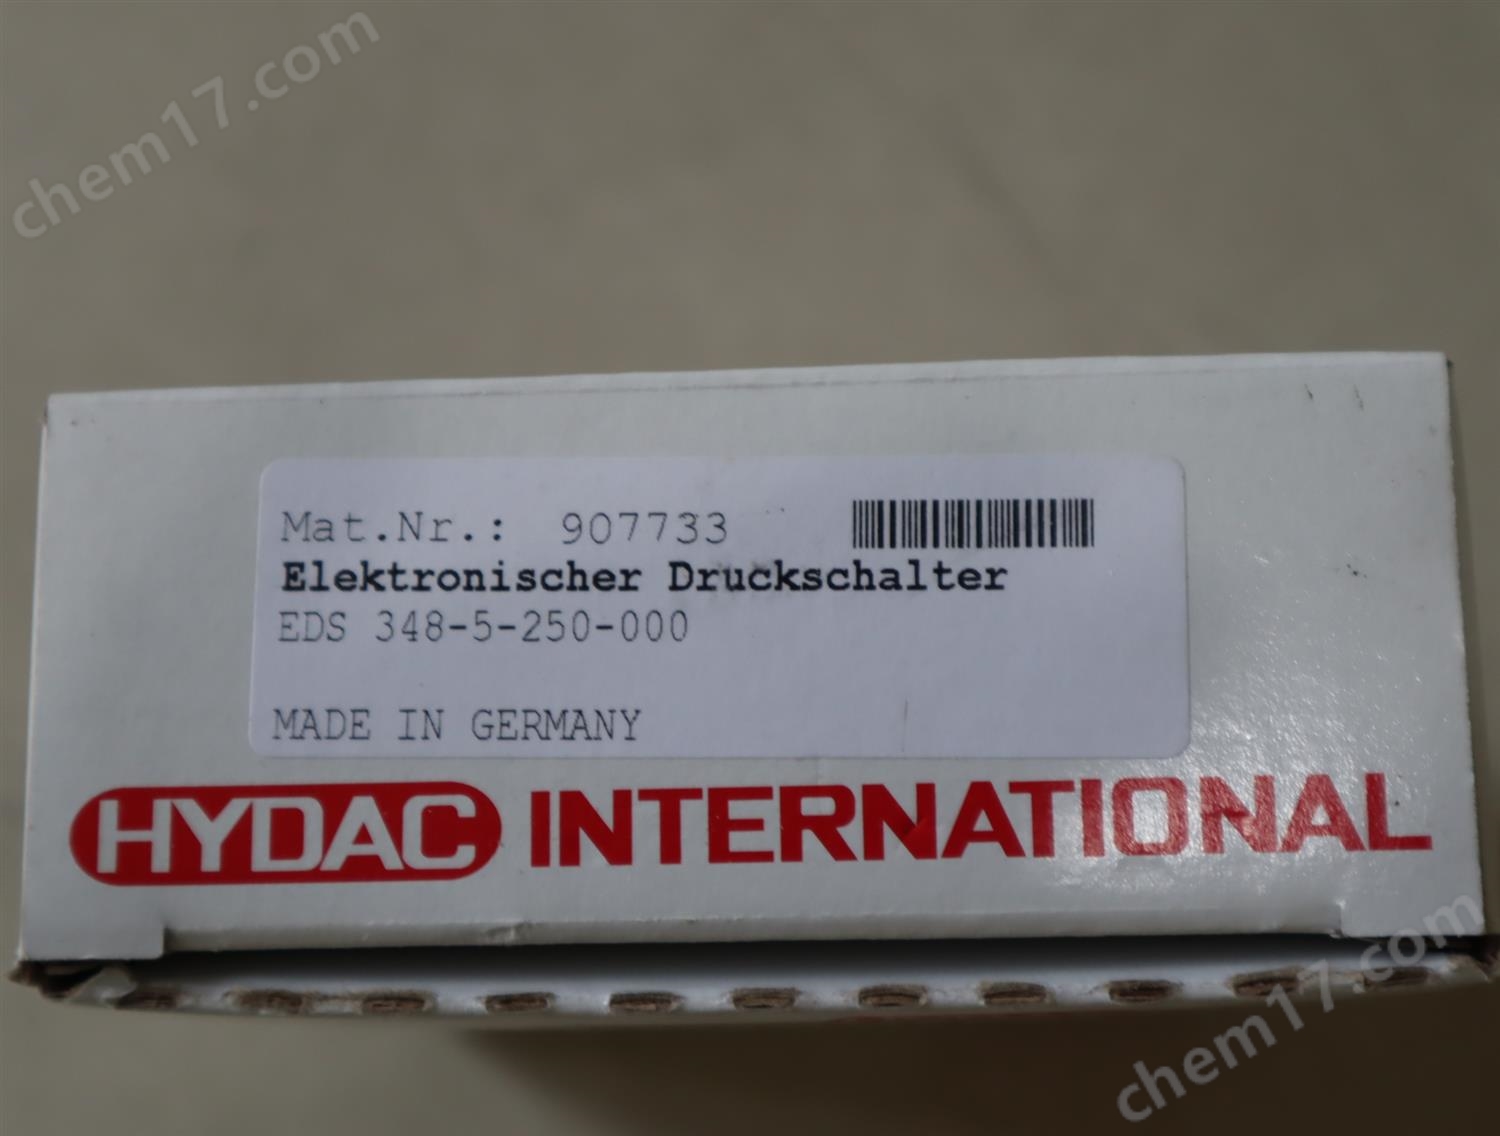 chem17.com
Mat.Nr.: 907733
Elektronischer Druckschalter
EDS 348-5-250-000
MADE IN GERMANY
HYDAC INTERNATIONAL
chem17.com